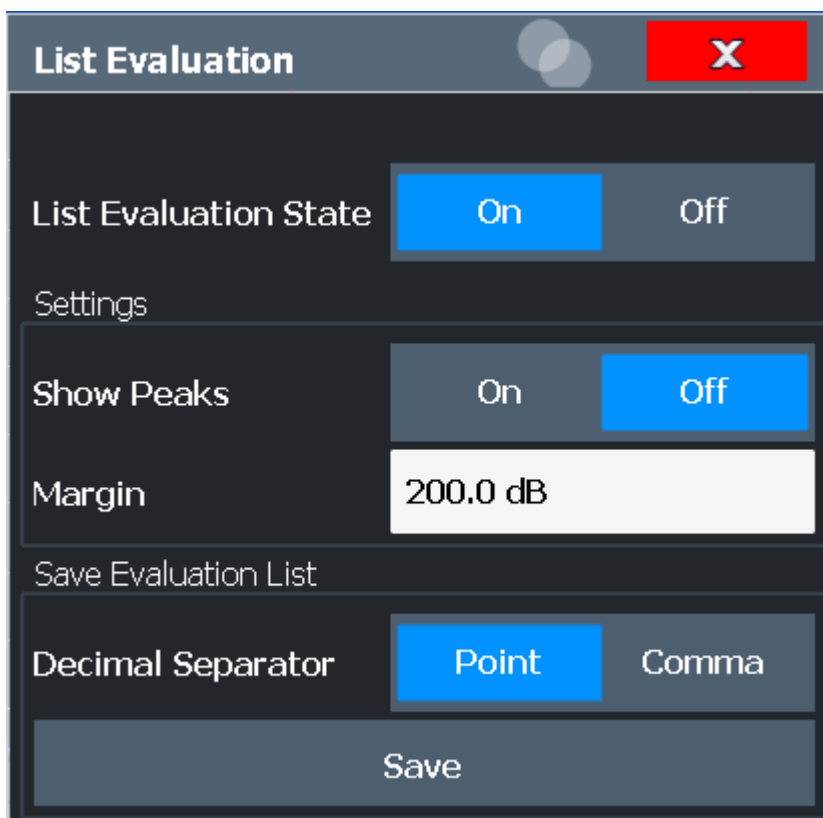 List Evaluation X
List Evaluation State On Off
Settings
Show Peaks On Off
Margin 200.0 dB
Save Evaluation List
Decimal Separator Point Comma
Save